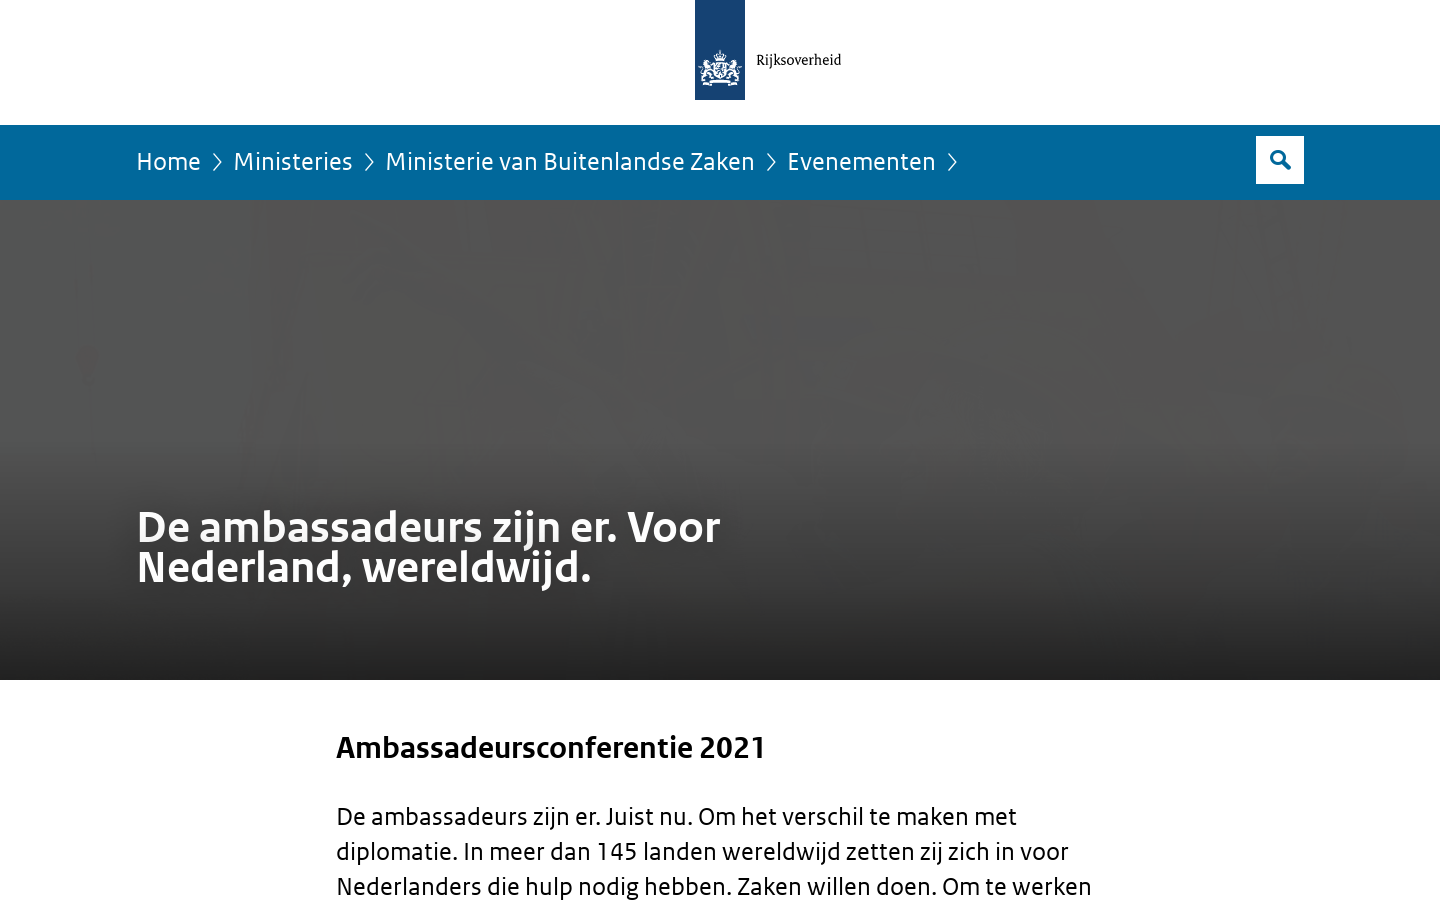 Rijksoverheid
Home > Ministeries > Ministerie van Buitenlandse Zaken > Evenementen >
De ambassadeurs zijn er. Voor
Nederland, wereldwijd.
Ambassadeursconferentie 2021
De ambassadeurs zijn er. Juist nu. Om het verschil te maken met
diplomatie. In meer dan 145 landen wereldwijd zetten zij zich in voor
Nederlanders die hulp nodig hebben. Zaken willen doen. Om te werken